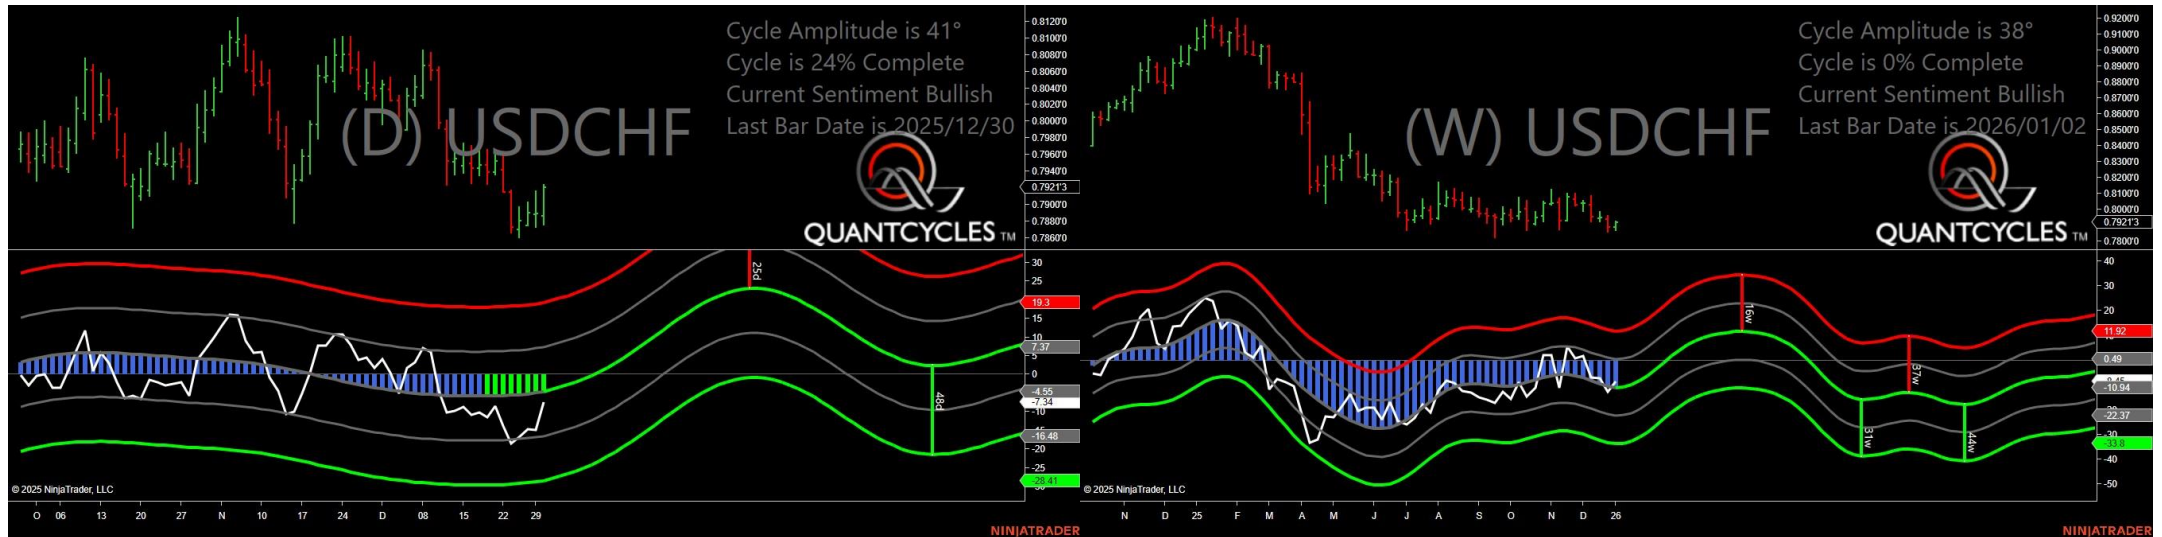 Cycle Amplitude is 41°
Cycle is 24% Complete
Current Sentiment Bullish
Last Bar Date is 2025/12/30
(D) USDCHF
QUANTCYCLES TM
0.8120'0
0.8100'0
0.8080'0
0.8060'0
0.8040'0
0.8020'0
0.8000'0
0.7980'0
0.7960'0
0.7940'0
0.7921'3
0.7900'0
0.7880'0
0.7860'0
25d
48d
30
25
19.3
15
7.37
5
0
-4.55
-7.34
-10
-16.48
-20
-25
-28.41
© 2025 NinjaTrader, LLC
O 06 13 20 27 N 10 17 24 D 08 15 22 29
NINJATRADER
Cycle Amplitude is 38°
Cycle is 0% Complete
Current Sentiment Bullish
Last Bar Date is 2026/01/02
(W) USDCHF
QUANTCYCLES TM
0.9200'0
0.9100'0
0.9000'0
0.8900'0
0.8800'0
0.8700'0
0.8600'0
0.8500'0
0.8400'0
0.8300'0
0.8200'0
0.8100'0
0.8000'0
0.7921'3
0.7800'0
16w
37w
31w
44w
40
30
20
11.92
0.49
-10.94
-22.37
-30
-33.8
-40
-50
© 2025 NinjaTrader, LLC
N D 25 F M A M J J A S O N D 26
NINJATRADER